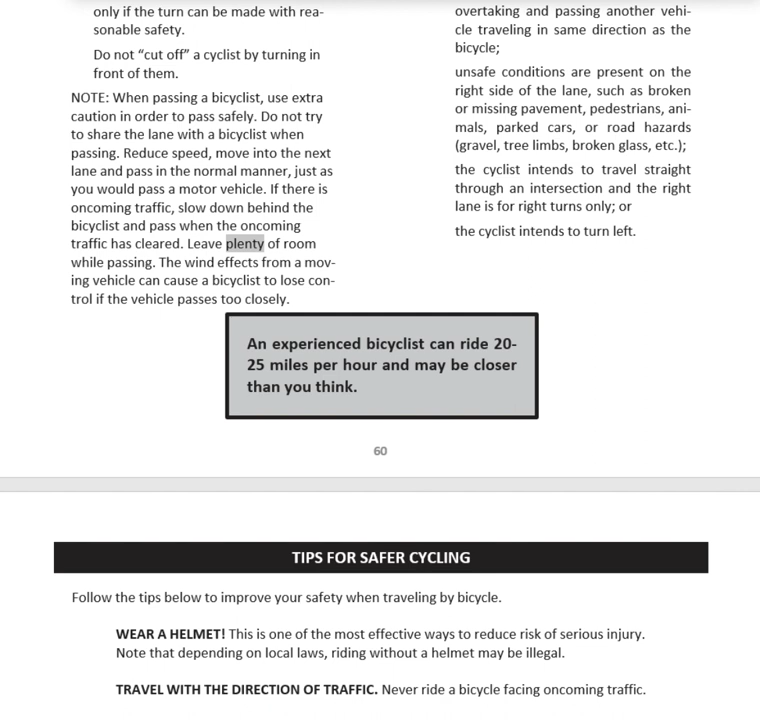 only if the turn can be made with rea-
sonable safety.
Do not “cut off” a cyclist by turning in
front of them.
NOTE: When passing a bicyclist, use extra
caution in order to pass safely. Do not try
to share the lane with a bicyclist when
passing. Reduce speed, move into the next
lane and pass in the normal manner, just as
you would pass a motor vehicle. If there is
oncoming traffic, slow down behind the
bicyclist and pass when the oncoming
traffic has cleared. Leave plenty of room
while passing. The wind effects from a mov-
ing vehicle can cause a bicyclist to lose con-
trol if the vehicle passes too closely.
overtaking and passing another vehi-
cle traveling in same direction as the
bicycle;
unsafe conditions are present on the
right side of the lane, such as broken
or missing pavement, pedestrians, ani-
mals, parked cars, or road hazards
(gravel, tree limbs, broken glass, etc.);
the cyclist intends to travel straight
through an intersection and the right
lane is for right turns only; or
the cyclist intends to turn left.
An experienced bicyclist can ride 20-
25 miles per hour and may be closer
than you think.
60
TIPS FOR SAFER CYCLING
Follow the tips below to improve your safety when traveling by bicycle.
WEAR A HELMET! This is one of the most effective ways to reduce risk of serious injury.
Note that depending on local laws, riding without a helmet may be illegal.
TRAVEL WITH THE DIRECTION OF TRAFFIC. Never ride a bicycle facing oncoming traffic.